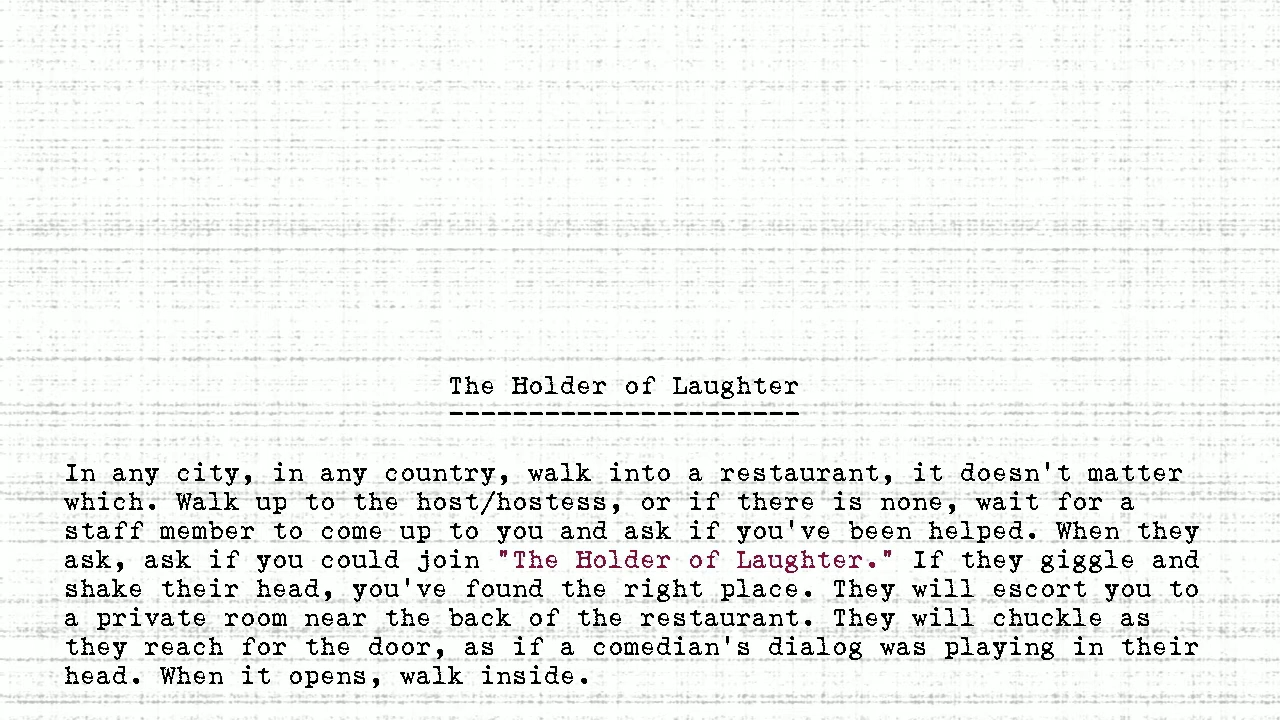 The Holder of Laughter
----------------------
In any city, in any country, walk into a restaurant, it doesn't matter
which. Walk up to the host/hostess, or if there is none, wait for a
staff member to come up to you and ask if you've been helped. When they
ask, ask if you could join "The Holder of Laughter." If they giggle and
shake their head, you've found the right place. They will escort you to
a private room near the back of the restaurant. They will chuckle as
they reach for the door, as if a comedian's dialog was playing in their
head. When it opens, walk inside.